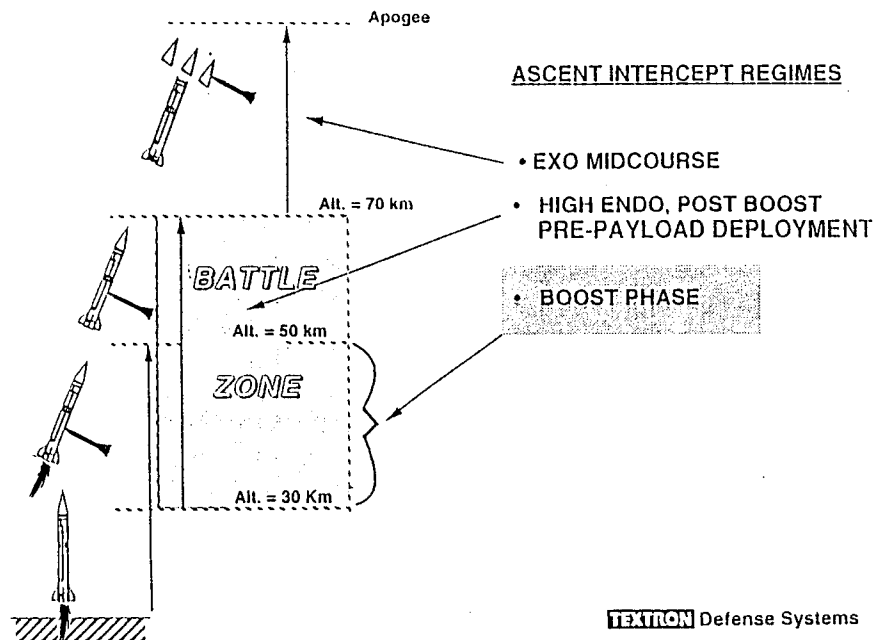 Apogee
ASCENT INTERCEPT REGIMES
• EXO MIDCOURSE
Alt. = 70 km
• HIGH ENDO, POST BOOST
PRE-PAYLOAD DEPLOYMENT
BATTLE
• BOOST PHASE
Alt. = 50 km
ZONE
Alt. = 30 Km
TEXTRON Defense Systems